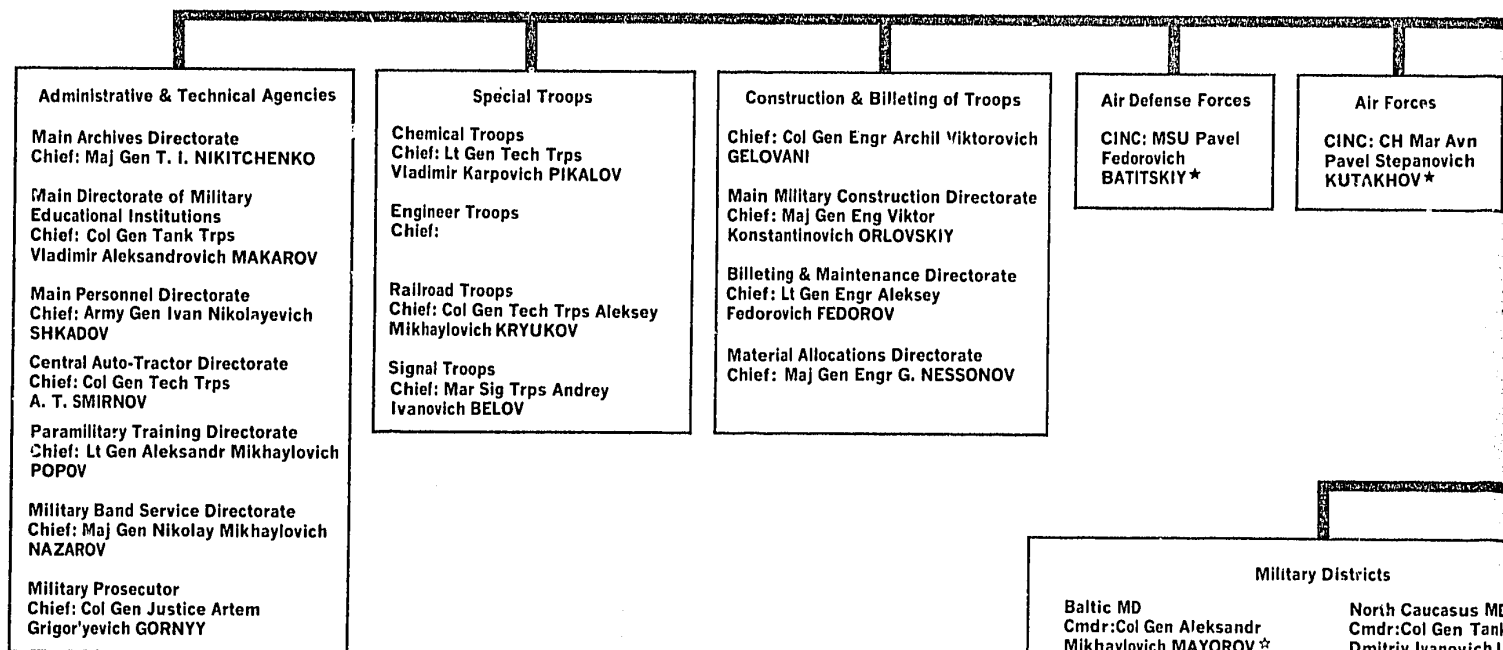 Administrative & Technical Agencies
Main Archives Directorate
Chief: Maj Gen T. I. NIKITCHENKO
Main Directorate of Military
Educational Institutions
Chief: Col Gen Tank Trps
Vladimir Aleksandrovich MAKAROV
Main Personnel Directorate
Chief: Army Gen Ivan Nikolayevich
SHKADOV
Central Auto-Tractor Directorate
Chief: Col Gen Tech Trps
A. T. SMIRNOV
Paramilitary Training Directorate
Chief: Lt Gen Aleksandr Mikhaylovich
POPOV
Military Band Service Directorate
Chief: Maj Gen Nikolay Mikhaylovich
NAZAROV
Military Prosecutor
Chief: Col Gen Justice Artem
Grigor'yevich GORNYY
Special Troops
Chemical Troops
Chief: Lt Gen Tech Trps
Vladimir Karpovich PIKALOV
Engineer Troops
Chief:
Railroad Troops
Chief: Col Gen Tech Trps Aleksey
Mikhaylovich KRYUKOV
Signal Troops
Chief: Mar Sig Trps Andrey
Ivanovich BELOV
Construction & Billeting of Troops
Chief: Col Gen Engr Archil Viktorovich
GELOVANI
Main Military Construction Directorate
Chief: Maj Gen Eng Viktor
Konstantinovich ORLOVSKIY
Billeting & Maintenance Directorate
Chief: Lt Gen Engr Aleksey
Fedorovich FEDOROV
Material Allocations Directorate
Chief: Maj Gen Engr G. NESSONOV
Air Defense Forces
CINC: MSU Pavel
Fedorovich
BATITSKIY★
Air Forces
CINC: CH Mar Avn
Pavel Stepanovich
KUTAKHOV★
Military Districts
Baltic MD
Cmdr:Col Gen Aleksandr
Mikhaylovich MAYOROV☆
North Caucasus MD
Cmdr:Col Gen Tank
Dmitriy Ivanovich